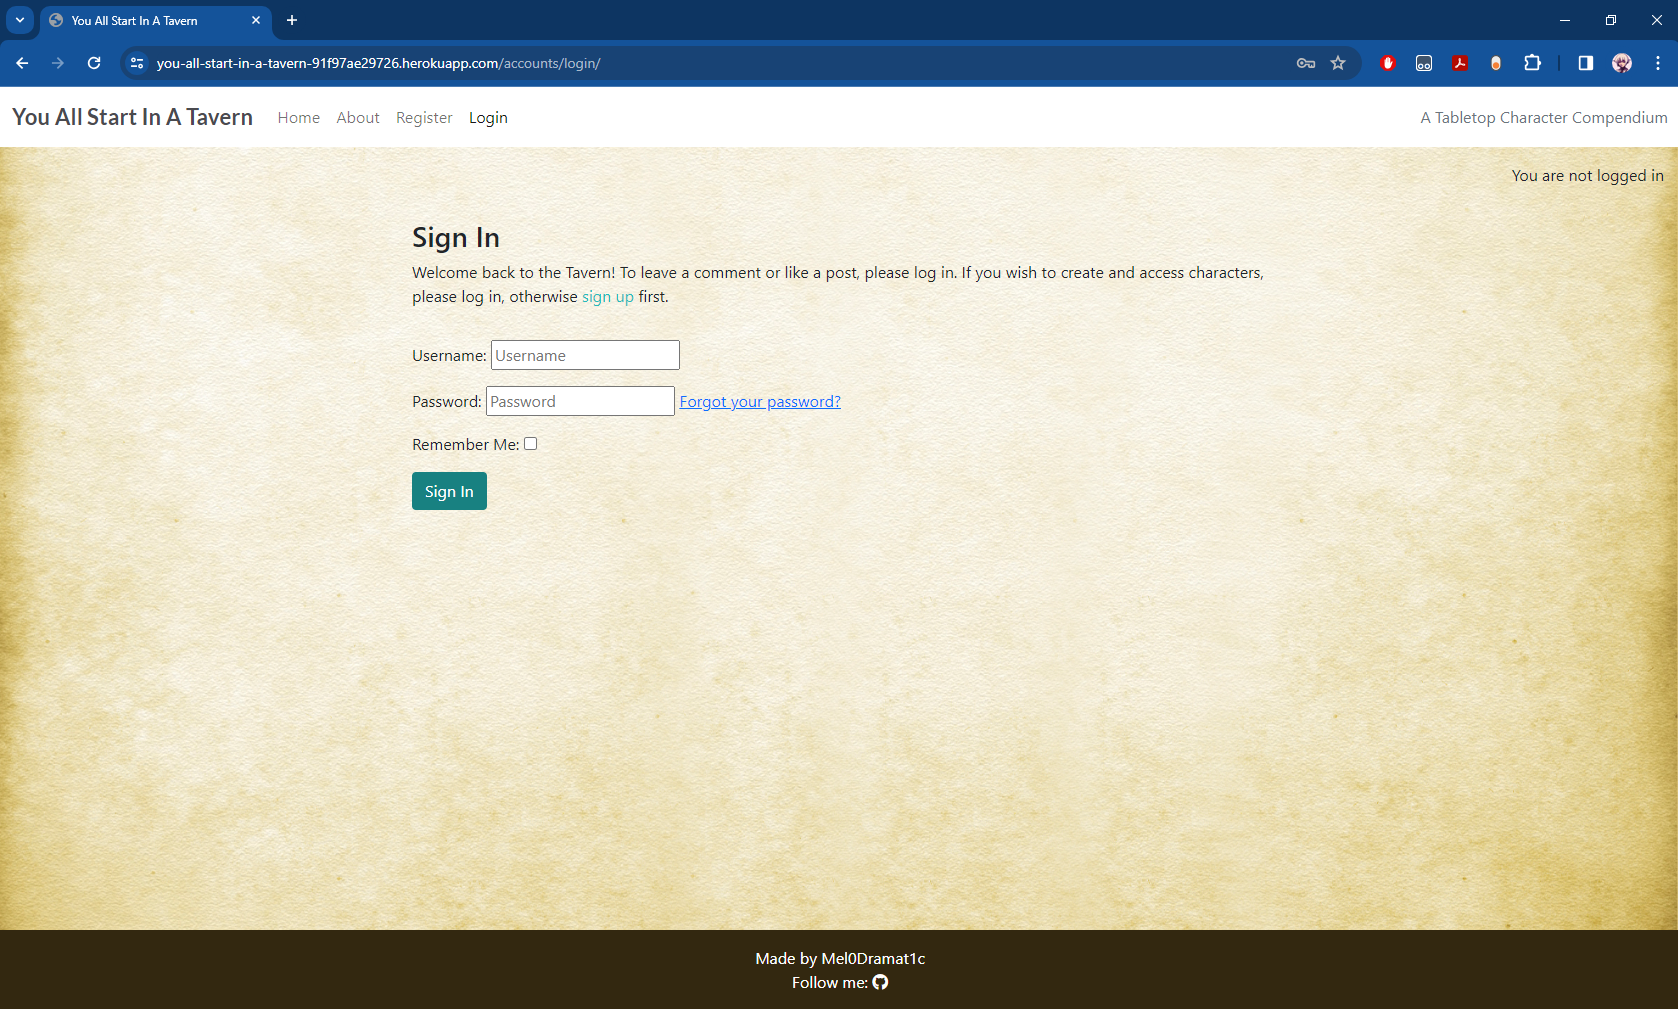 You All Start In A Tavern
you-all-start-in-a-tavern-91f97ae29726.herokuapp.com/accounts/login/
You All Start In A Tavern Home About Register Login A Tabletop Character Compendium
You are not logged in
Sign In
Welcome back to the Tavern! To leave a comment or like a post, please log in. If you wish to create and access characters,
please log in, otherwise sign up first.
Username: Username
Password: Password Forgot your password?
Remember Me:
Sign In
Made by Mel0Dramat1c
Follow me: